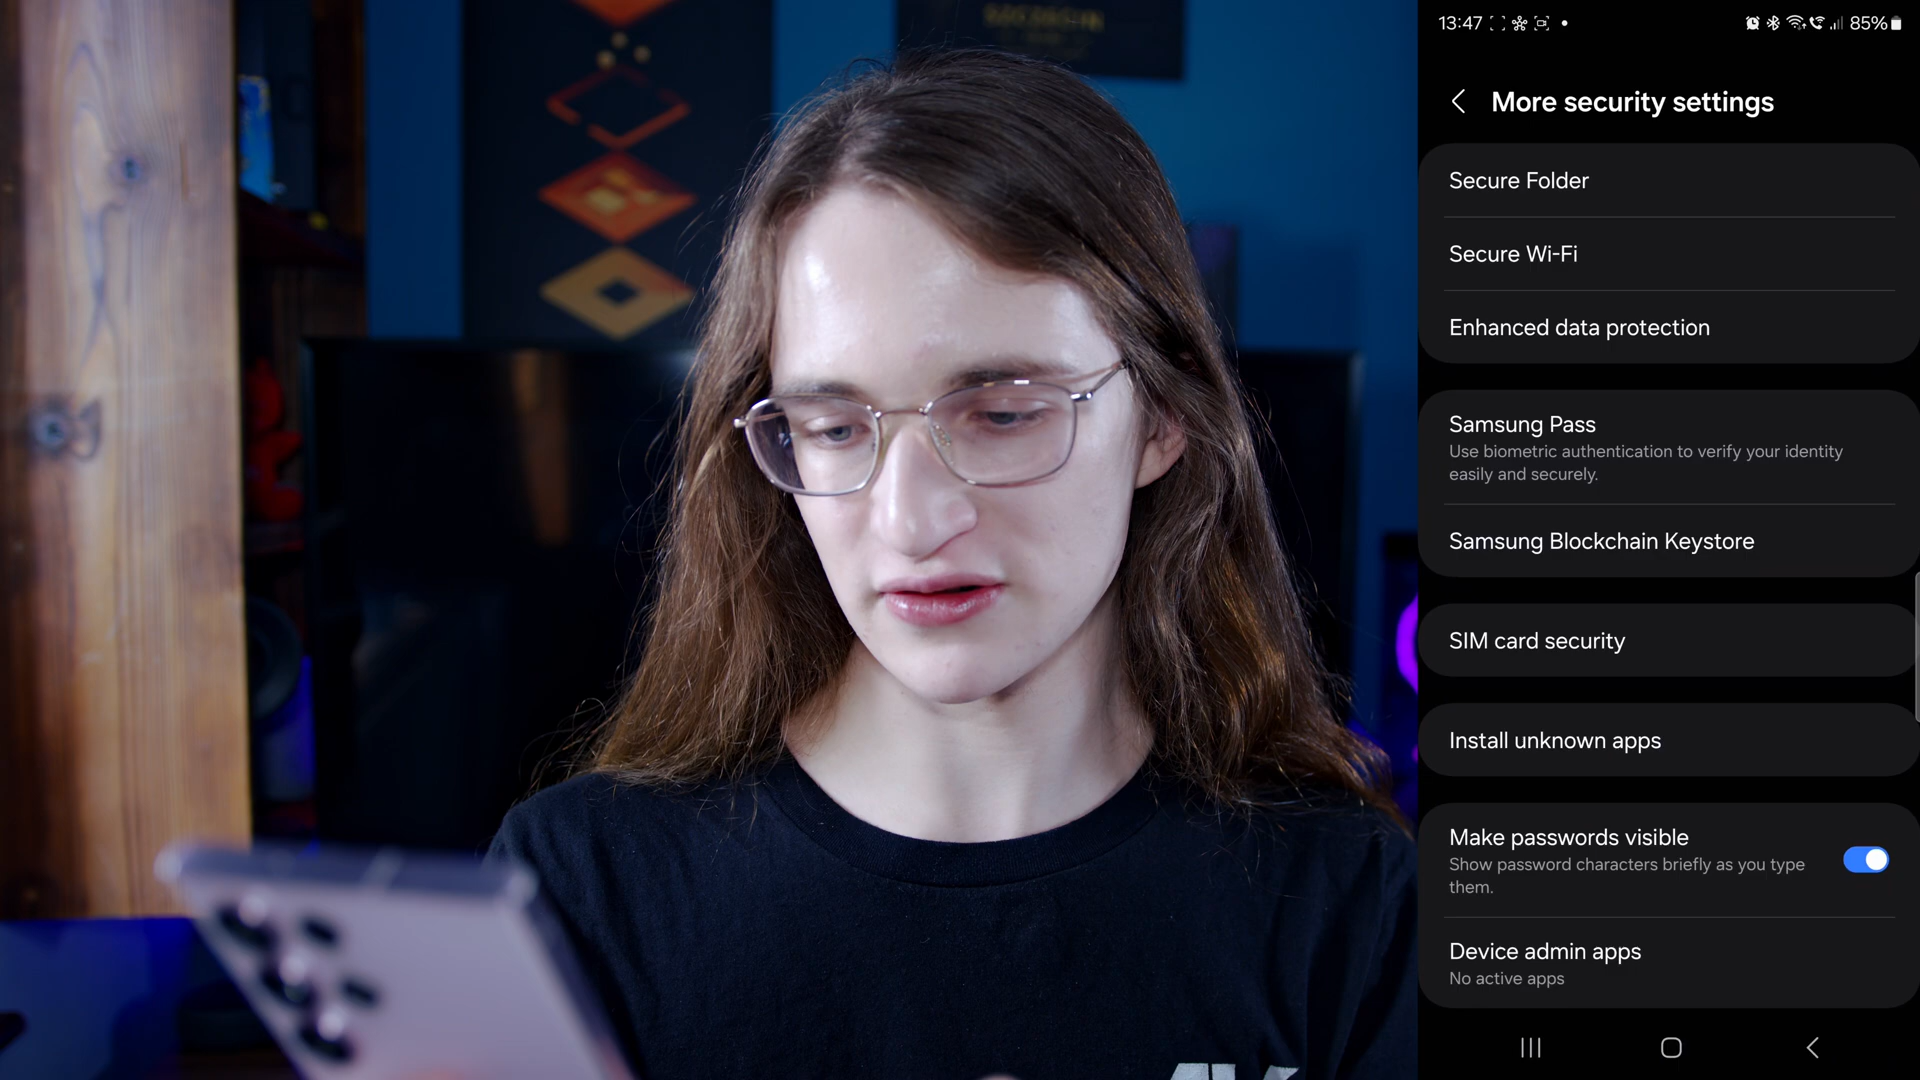 13:47
85%
More security settings
Secure Folder
Secure Wi-Fi
Enhanced data protection
Samsung Pass
Use biometric authentication to verify your identity
easily and securely.
Samsung Blockchain Keystore
SIM card security
Install unknown apps
Make passwords visible
Show password characters briefly as you type
them.
Device admin apps
No active apps